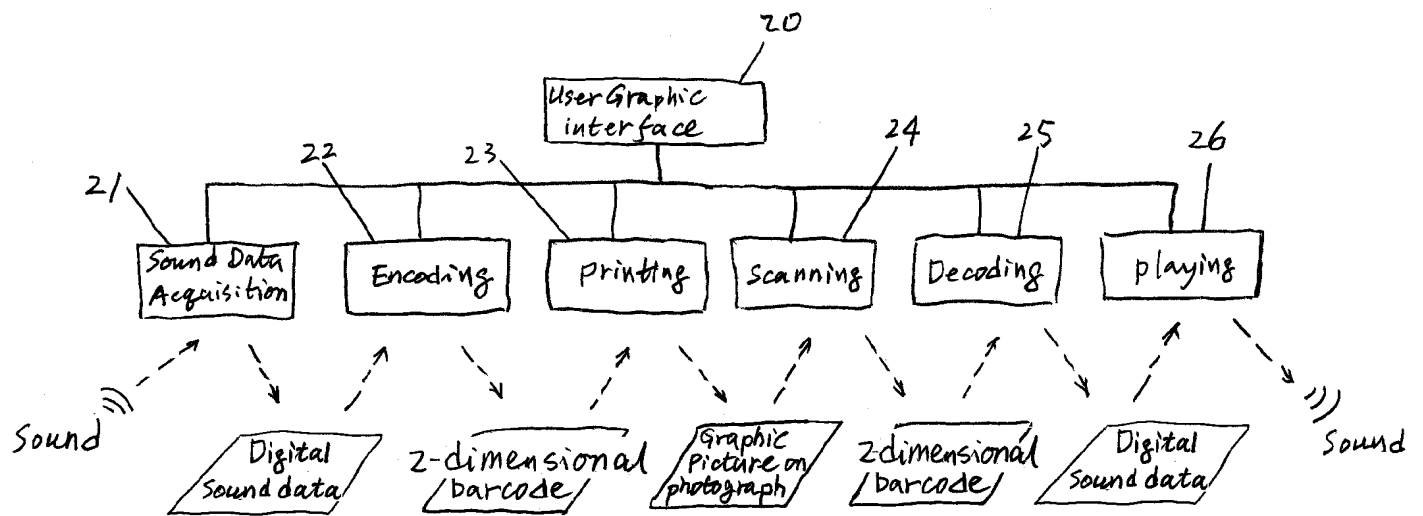 20
User Graphic
interface
21
22
23
24
25
26
Sound Data
Acquisition
Encoding
Printing
Scanning
Decoding
playing
Sound
Digital
Sound data
2-dimensional
barcode
Graphic
Picture on
photograph
2-dimensional
barcode
Digital
Sound data
Sound